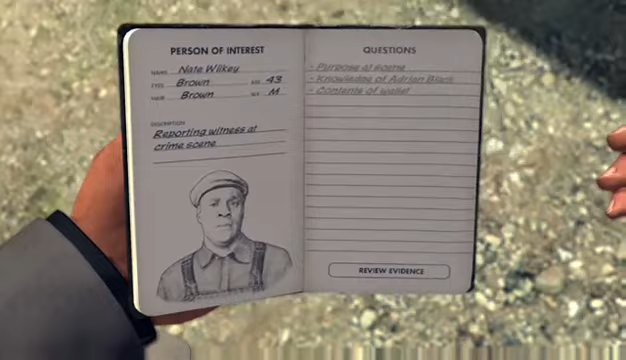 PERSON OF INTEREST
NAME Nate Wilkey
EYES Brown AGE 43
HAIR Brown SEX M
DESCRIPTION
Reporting witness at
crime scene
QUESTIONS
- Purpose at scene
- Knowledge of Adrian Black
- Contents of wallet
REVIEW EVIDENCE